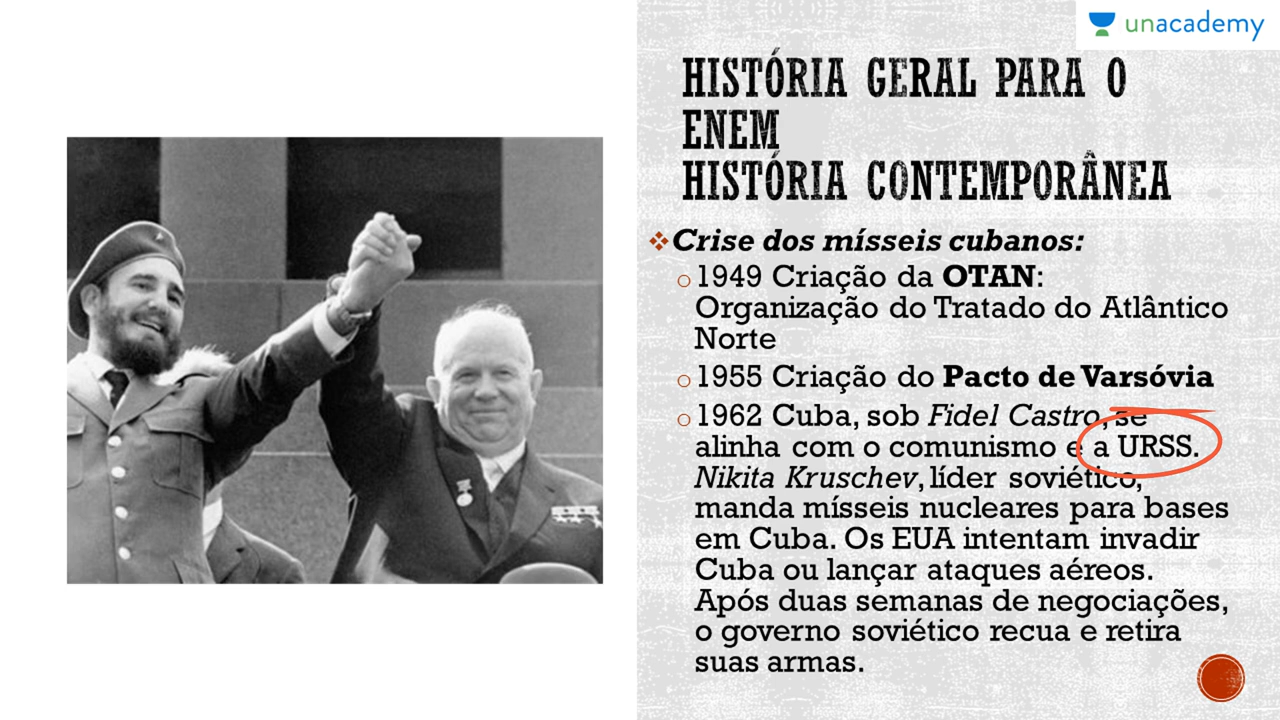 unacademy
HISTÓRIA GERAL PARA O
ENEM
HISTÓRIA CONTEMPORÂNEA
Crise dos mísseis cubanos:
1949 Criação da OTAN:
Organização do Tratado do Atlântico
Norte
1955 Criação do Pacto de Varsóvia
1962 Cuba, sob Fidel Castro, se
alinha com o comunismo e a URSS.
Nikita Kruschev, líder soviético,
manda mísseis nucleares para bases
em Cuba. Os EUA intentam invadir
Cuba ou lançar ataques aéreos.
Após duas semanas de negociações,
o governo soviético recua e retira
suas armas.